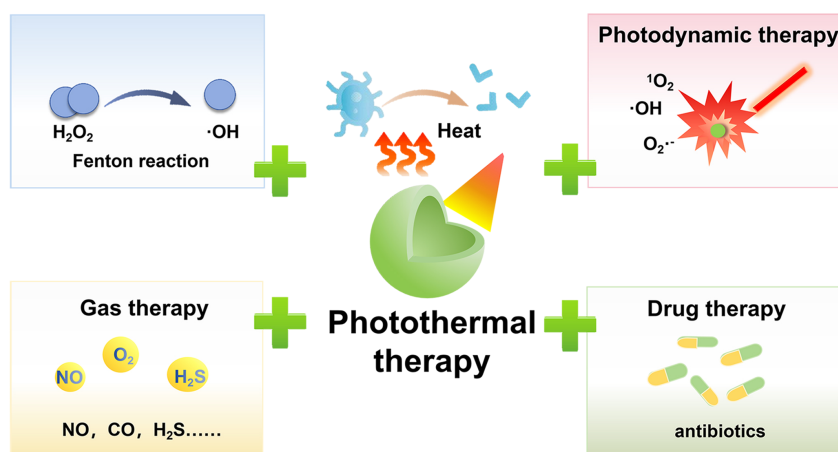 H₂O₂
·OH
Fenton reaction
Heat
Photodynamic therapy
¹O₂
·OH
O₂·⁻
Photothermal
therapy
Gas therapy
NO
O₂
H₂S
NO, CO, H₂S......
Drug therapy
antibiotics